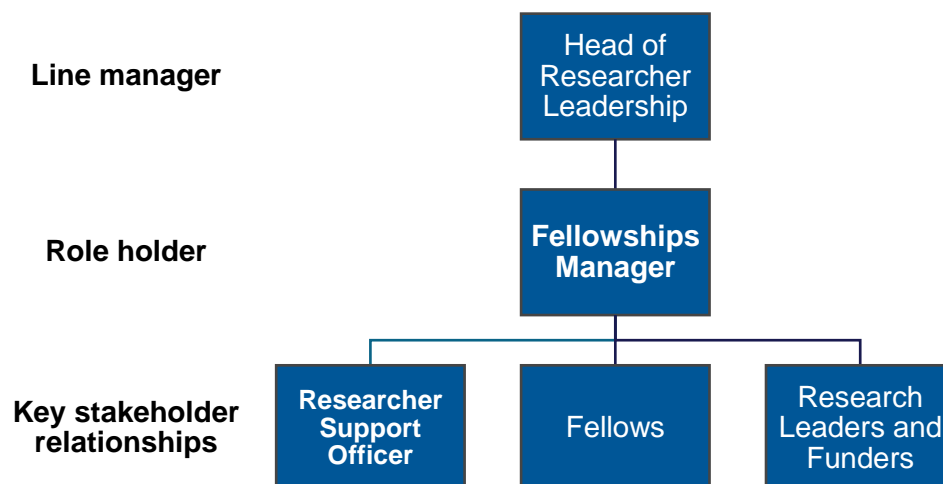 Line manager
Head of
Researcher
Leadership
Role holder
Fellowships
Manager
Key stakeholder
relationships
Researcher
Support
Officer
Fellows
Research
Leaders and
Funders